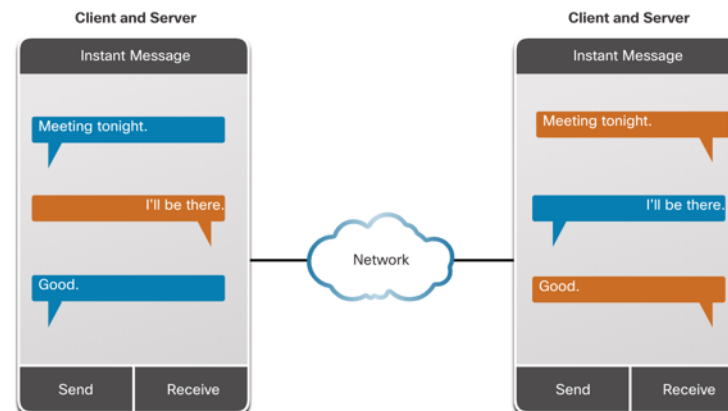 Client and Server
Instant Message
Meeting tonight.
I'll be there.
Good.
Send
Receive
Network
Client and Server
Instant Message
Meeting tonight.
I'll be there.
Good.
Send
Receive